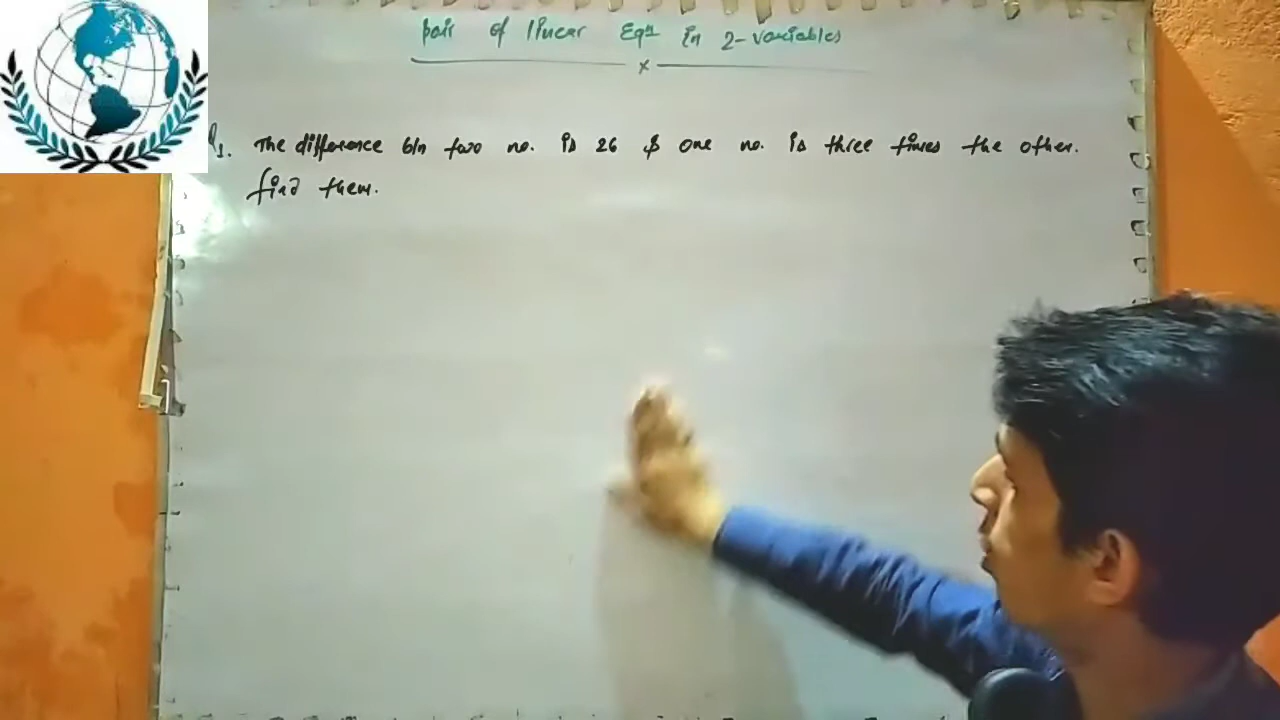 pair of linear Eqn in 2-variables
Q1. The difference b/n two no. is 26 & one no. is three times the other.
find them.